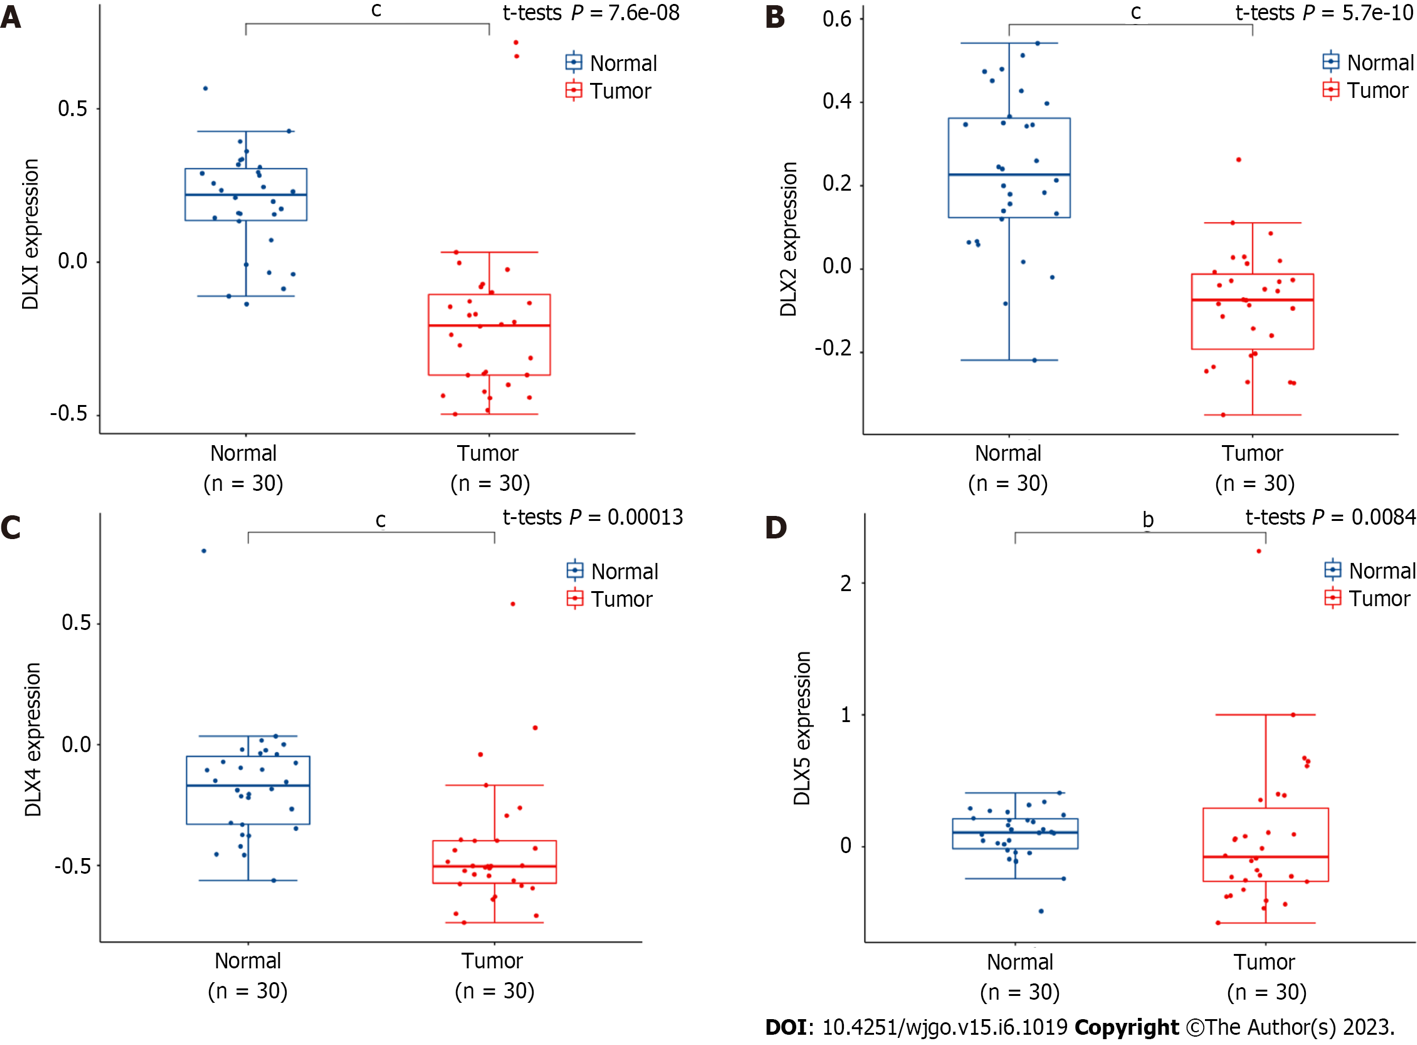 A
c
t-tests P = 7.6e-08
Normal
Tumor
0.5
0.0
-0.5
DLXI expression
Normal
(n = 30)
Tumor
(n = 30)
B
c
t-tests P = 5.7e-10
Normal
Tumor
0.6
0.4
0.2
0.0
-0.2
DLX2 expression
Normal
(n = 30)
Tumor
(n = 30)
C
c
t-tests P = 0.00013
Normal
Tumor
0.5
0.0
-0.5
DLX4 expression
Normal
(n = 30)
Tumor
(n = 30)
D
b
t-tests P = 0.0084
Normal
Tumor
2
1
0
DLX5 expression
Normal
(n = 30)
Tumor
(n = 30)
DOI: 10.4251/wjgo.v15.i6.1019 Copyright ©The Author(s) 2023.